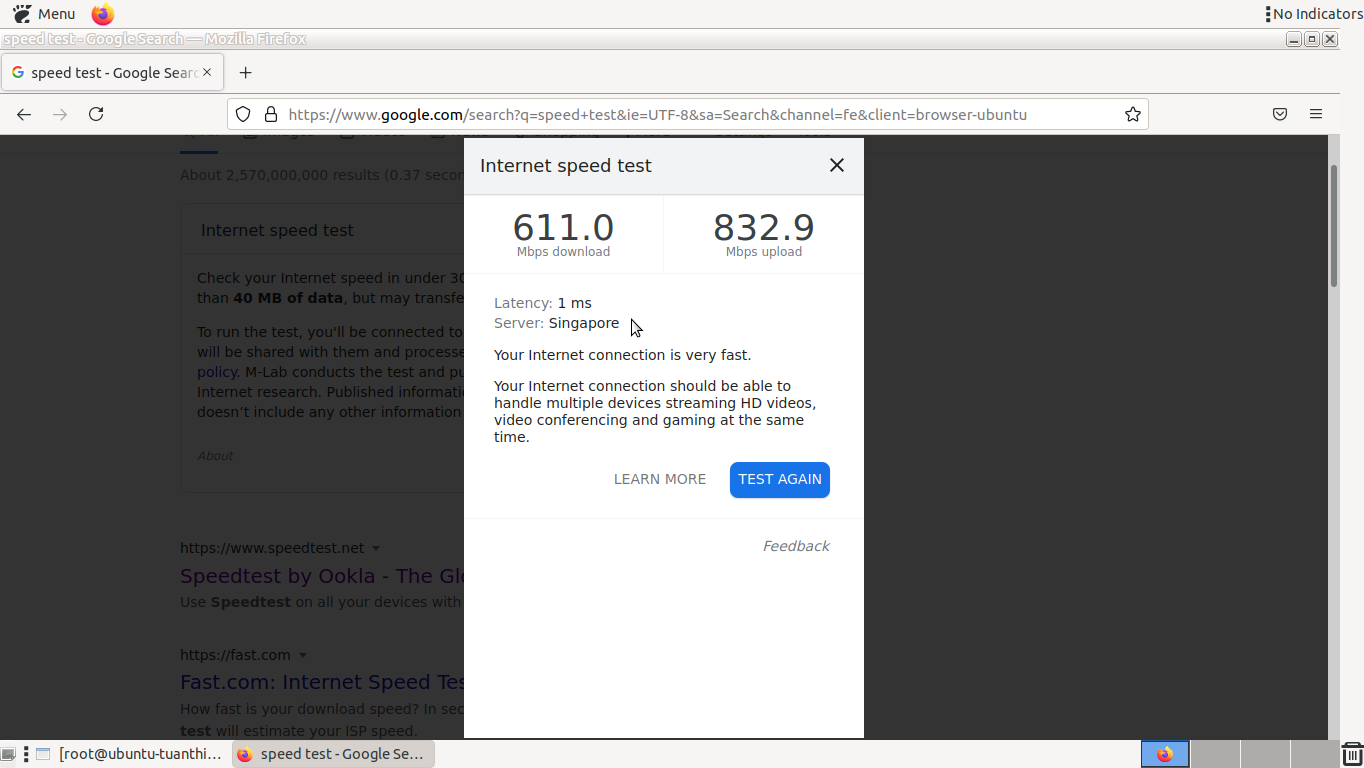 Menu
No Indicators
speed test - Google Search — Mozilla Firefox
speed test - Google Searc
https://www.google.com/search?q=speed+test&ie=UTF-8&sa=Search&channel=fe&client=browser-ubuntu
About 2,570,000,000 results (0.37 secon
Internet speed test
Check your Internet speed in under 30
than 40 MB of data, but may transfe
To run the test, you'll be connected to
will be shared with them and processe
policy. M-Lab conducts the test and pu
Internet research. Published informati
doesn't include any other information
About
https://www.speedtest.net
Speedtest by Ookla - The Glo
Use Speedtest on all your devices with
https://fast.com
Fast.com: Internet Speed Tes
How fast is your download speed? In sec
test will estimate your ISP speed.
Internet speed test
611.0
Mbps download
832.9
Mbps upload
Latency: 1 ms
Server: Singapore
Your Internet connection is very fast.
Your Internet connection should be able to
handle multiple devices streaming HD videos,
video conferencing and gaming at the same
time.
LEARN MORE
TEST AGAIN
Feedback
[root@ubuntu-tuanthi...
speed test - Google Se...